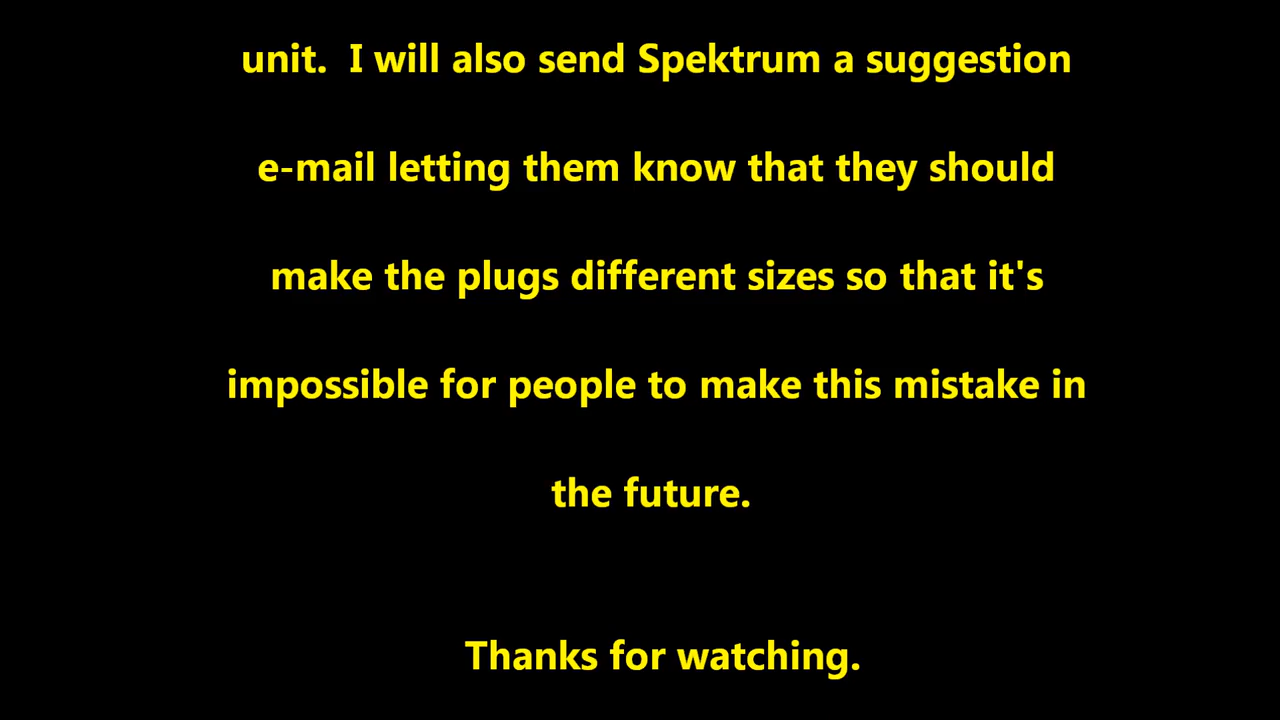 unit.  I will also send Spektrum a suggestion
e-mail letting them know that they should
make the plugs different sizes so that it's
impossible for people to make this mistake in
the future.
Thanks for watching.